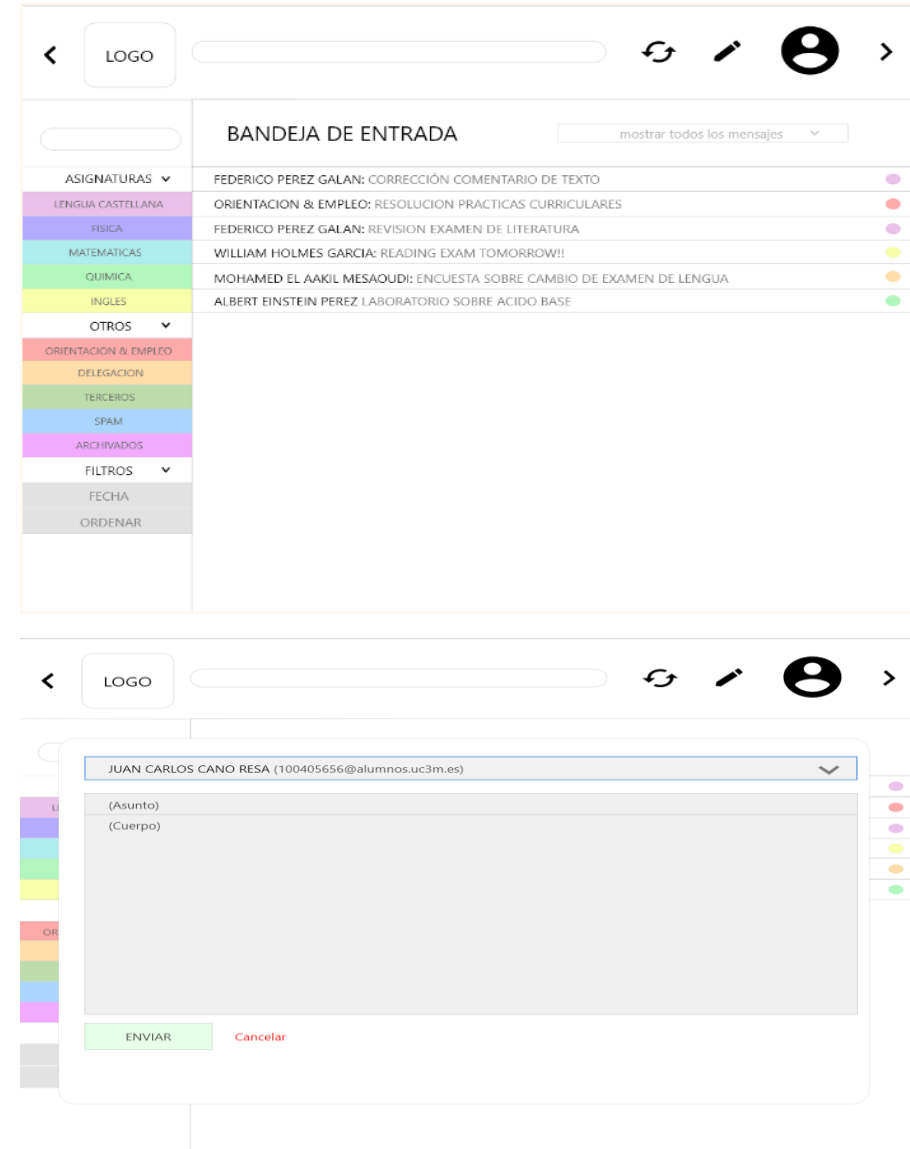 LOGO
BANDEJA DE ENTRADA
mostrar todos los mensajes
ASIGNATURAS
LENGUA CASTELLANA
FISICA
MATEMATICAS
QUIMICA
INGLES
OTROS
ORIENTACION & EMPLEO
DELEGACION
TERCEROS
SPAM
ARCHIVADOS
FILTROS
FECHA
ORDENAR
FEDERICO PEREZ GALAN: CORRECCIÓN COMENTARIO DE TEXTO
ORIENTACION & EMPLEO: RESOLUCION PRACTICAS CURRICULARES
FEDERICO PEREZ GALAN: REVISION EXAMEN DE LITERATURA
WILLIAM HOLMES GARCIA: READING EXAM TOMORROW!!
MOHAMED EL AAKIL MESAOUDI: ENCUESTA SOBRE CAMBIO DE EXAMEN DE LENGUA
ALBERT EINSTEIN PEREZ LABORATORIO SOBRE ACIDO BASE
LOGO
JUAN CARLOS CANO RESA (100405656@alumnos.uc3m.es)
(Asunto)
(Cuerpo)
L
OR
ENVIAR
Cancelar